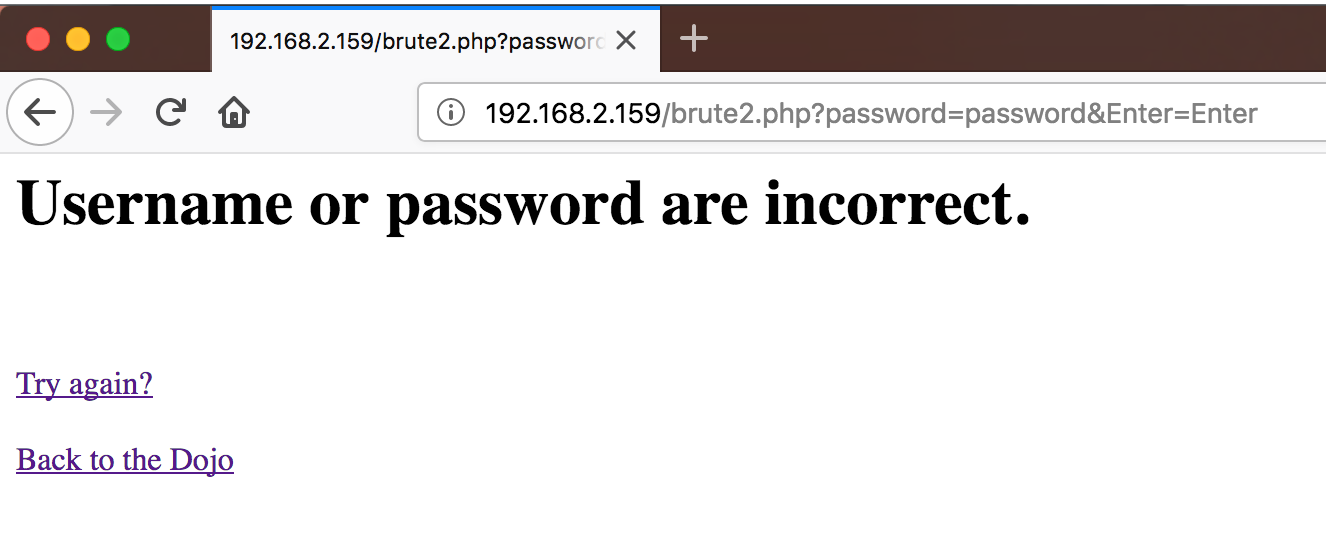 192.168.2.159/brute2.php?password
192.168.2.159/brute2.php?password=password&Enter=Enter
Username or password are incorrect.
Try again?
Back to the Dojo